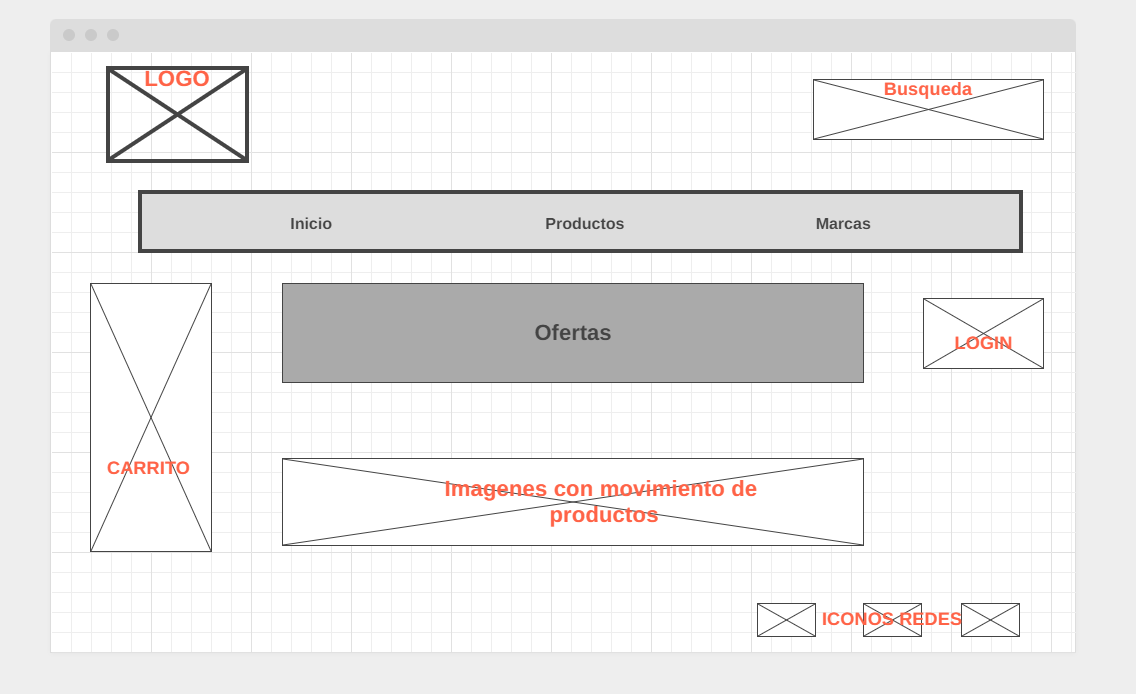 LOGO
Busqueda
Inicio
Productos
Marcas
Ofertas
LOGIN
CARRITO
Imagenes con movimiento de
productos
ICONOS REDES